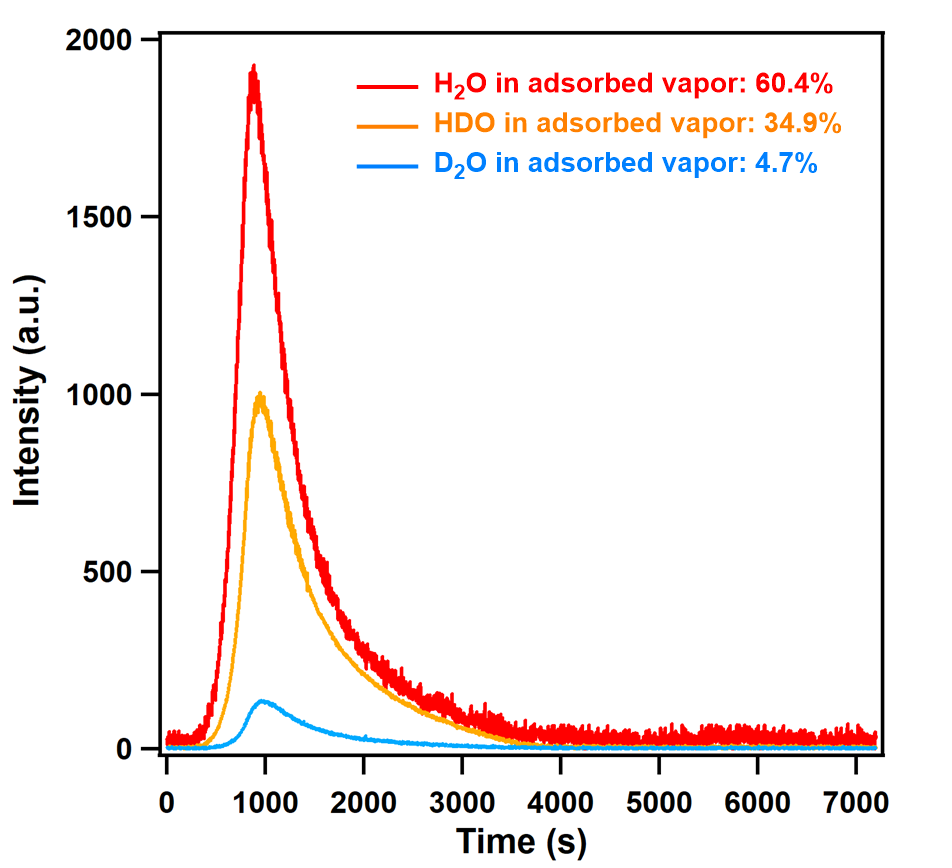 H₂O in adsorbed vapor: 60.4%
HDO in adsorbed vapor: 34.9%
D₂O in adsorbed vapor: 4.7%
Intensity (a.u.)
2000
1500
1000
500
0
0 1000 2000 3000 4000 5000 6000 7000
Time (s)